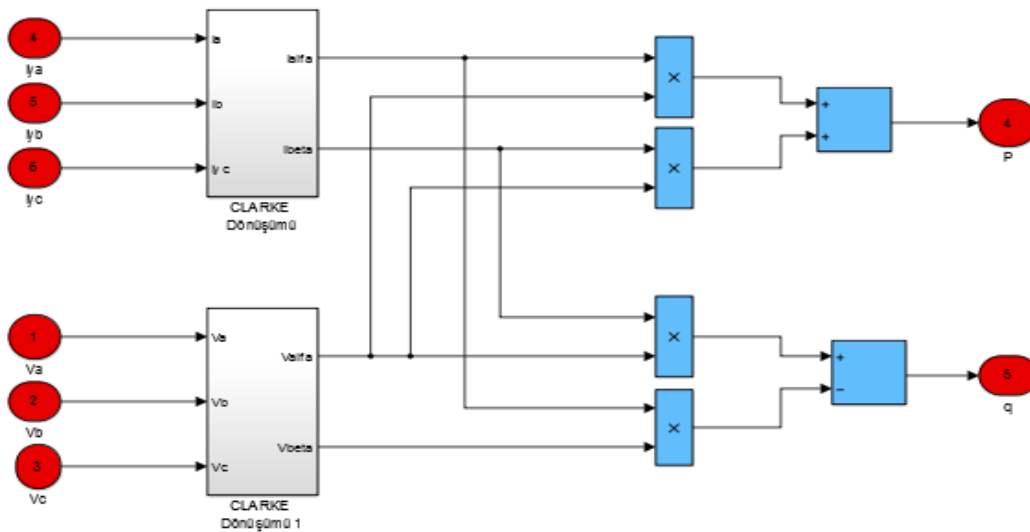 4
Iya
5
Iyb
6
Iyc
Ia
Ib
Iyc
Ialfa
Ibeta
CLARKE
Dönüşümü
×
×
+
+
4
P
1
Va
2
Vb
3
Vc
Va
Vb
Vc
Valfa
Vbeta
CLARKE
Dönüşümü 1
×
×
+
−
5
q